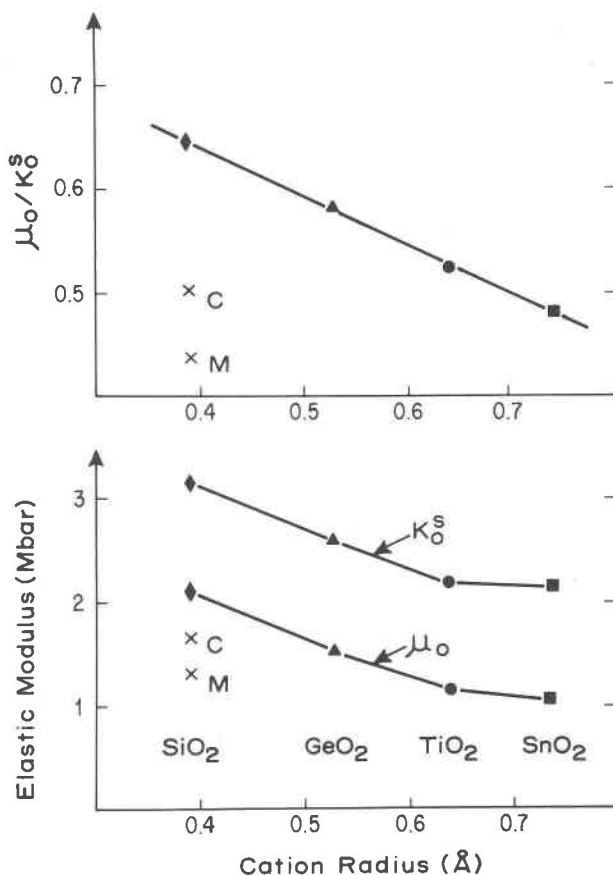 0.7
0.6
0.5
μo/Kos
C
M
0.4 0.5 0.6 0.7
3
2
1
Elastic Modulus (Mbar)
Kos
μo
C
M
SiO2 GeO2 TiO2 SnO2
0.4 0.5 0.6 0.7
Cation Radius (Å)